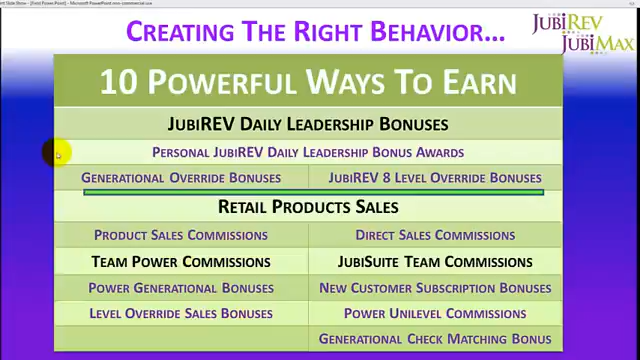 Creating The Right Behavior...
JubiRev
JubiMax
10 Powerful Ways To Earn
JubiREV Daily Leadership Bonuses
Personal JubiREV Daily Leadership Bonus Awards
Generational Override Bonuses JubiREV 8 Level Override Bonuses
Retail Products Sales
Product Sales Commissions Direct Sales Commissions
Team Power Commissions JubiSuite Team Commissions
Power Generational Bonuses New Customer Subscription Bonuses
Level Override Sales Bonuses Power Unilevel Commissions
Generational Check Matching Bonus